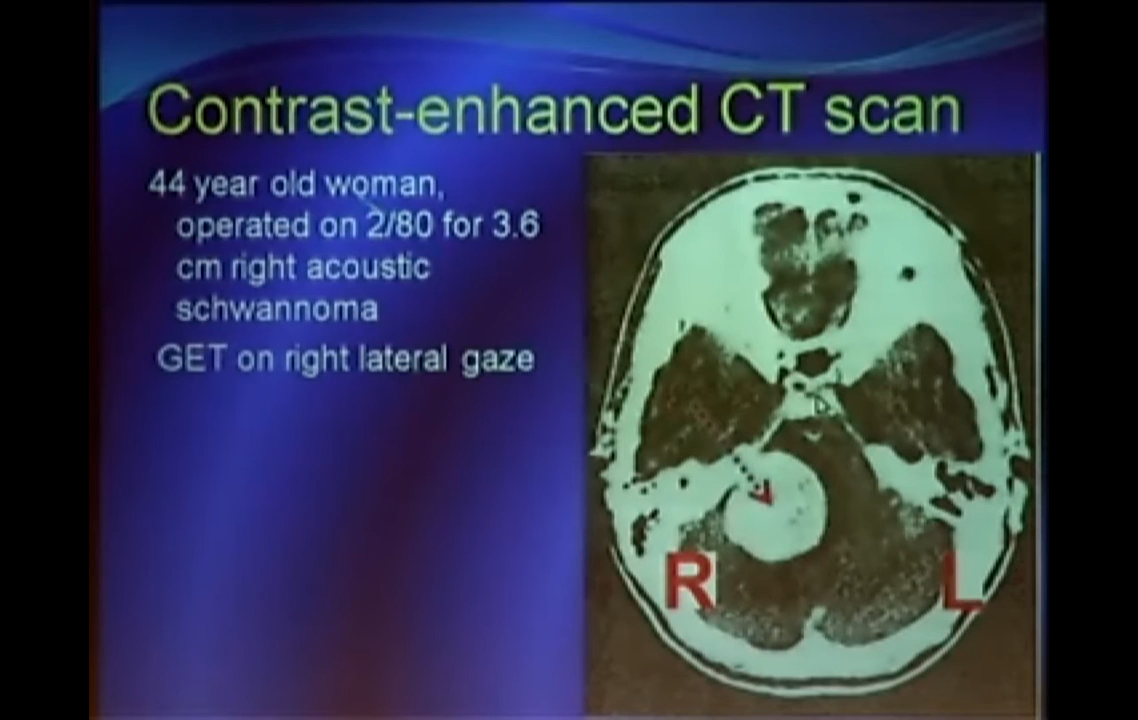 Contrast-enhanced CT scan
44 year old woman,
operated on 2/80 for 3.6
cm right acoustic
schwannoma
GET on right lateral gaze
R
L